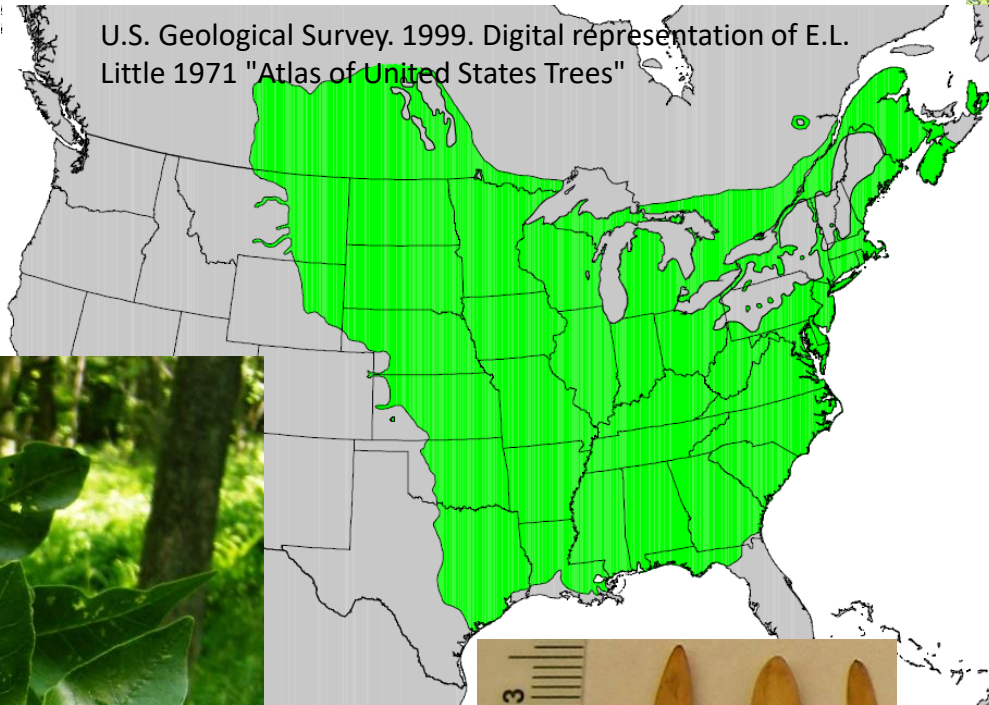 U.S. Geological Survey. 1999. Digital representation of E.L.
Little 1971 "Atlas of United States Trees"
3